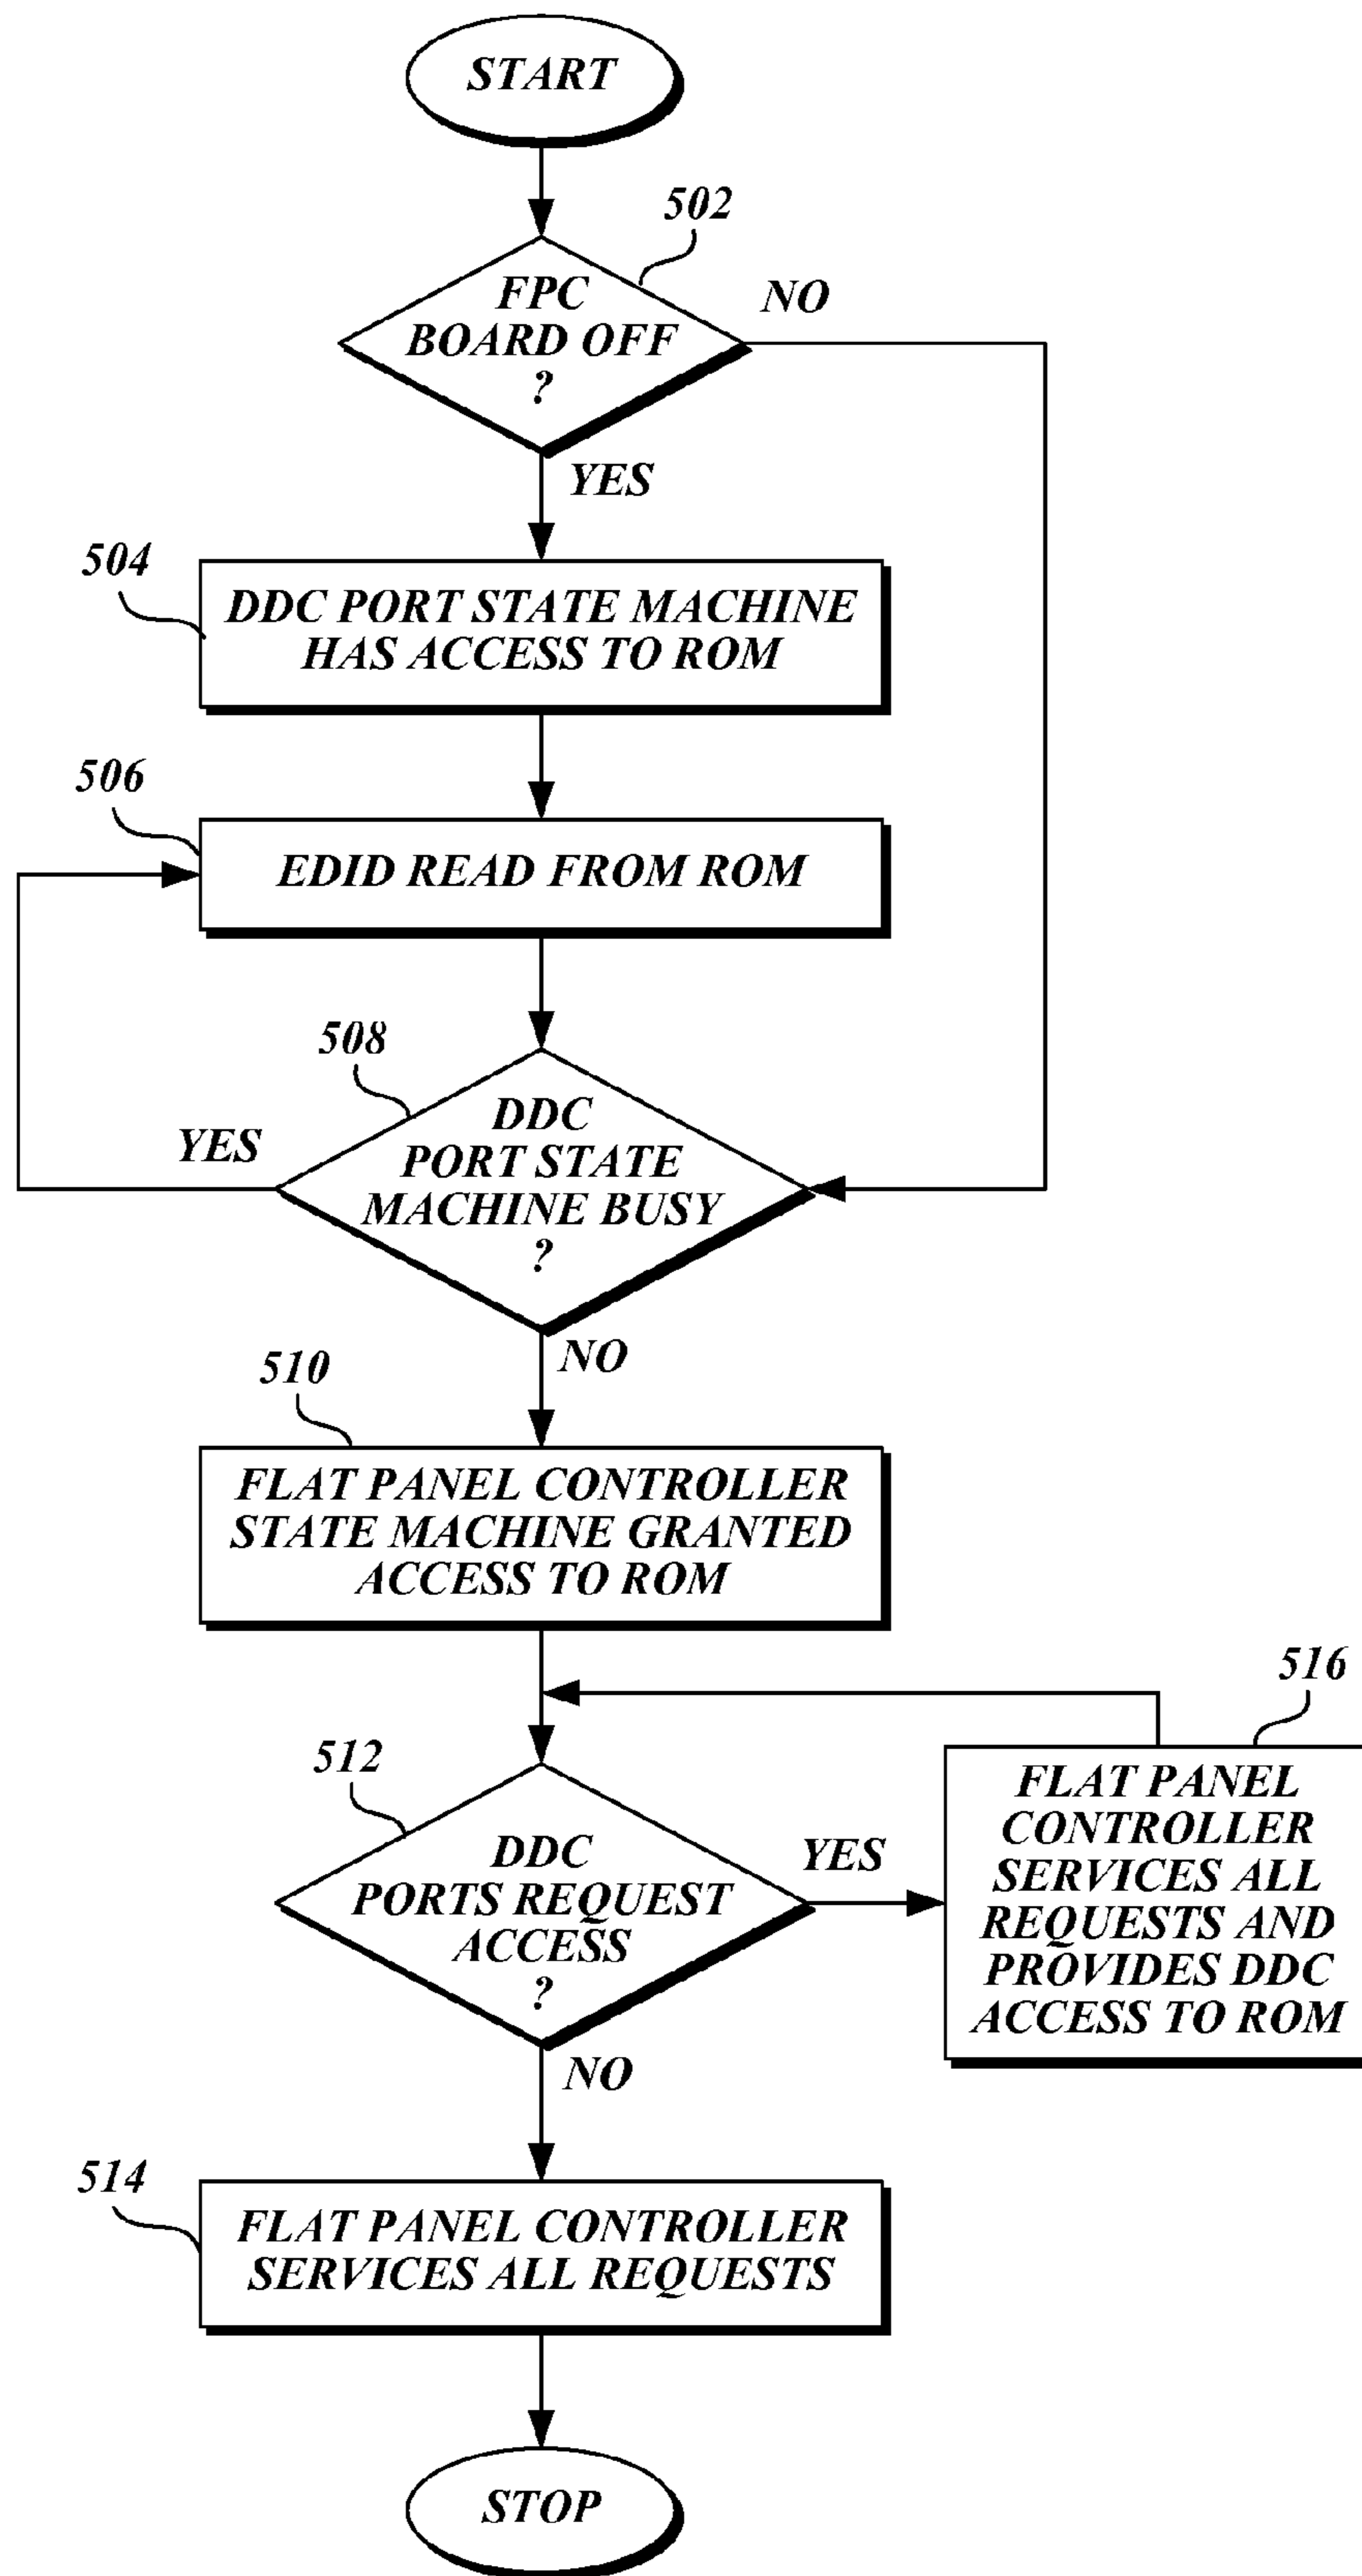 START
502
FPC
BOARD OFF
?
NO
YES
504
DDC PORT STATE MACHINE
HAS ACCESS TO ROM
506
EDID READ FROM ROM
508
DDC
PORT STATE
MACHINE BUSY
?
YES
NO
510
FLAT PANEL CONTROLLER
STATE MACHINE GRANTED
ACCESS TO ROM
512
DDC
PORTS REQUEST
ACCESS
?
YES
516
FLAT PANEL
CONTROLLER
SERVICES ALL
REQUESTS AND
PROVIDES DDC
ACCESS TO ROM
NO
514
FLAT PANEL CONTROLLER
SERVICES ALL REQUESTS
STOP